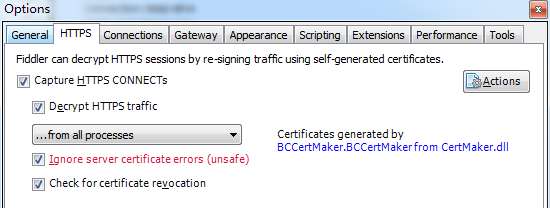 Options
General HTTPS Connections Gateway Appearance Scripting Extensions Performance Tools
Fiddler can decrypt HTTPS sessions by re-signing traffic using self-generated certificates.
Capture HTTPS CONNECTs
Actions
Decrypt HTTPS traffic
...from all processes
Certificates generated by
BCCertMaker.BCCertMaker from CertMaker.dll
Ignore server certificate errors (unsafe)
Check for certificate revocation